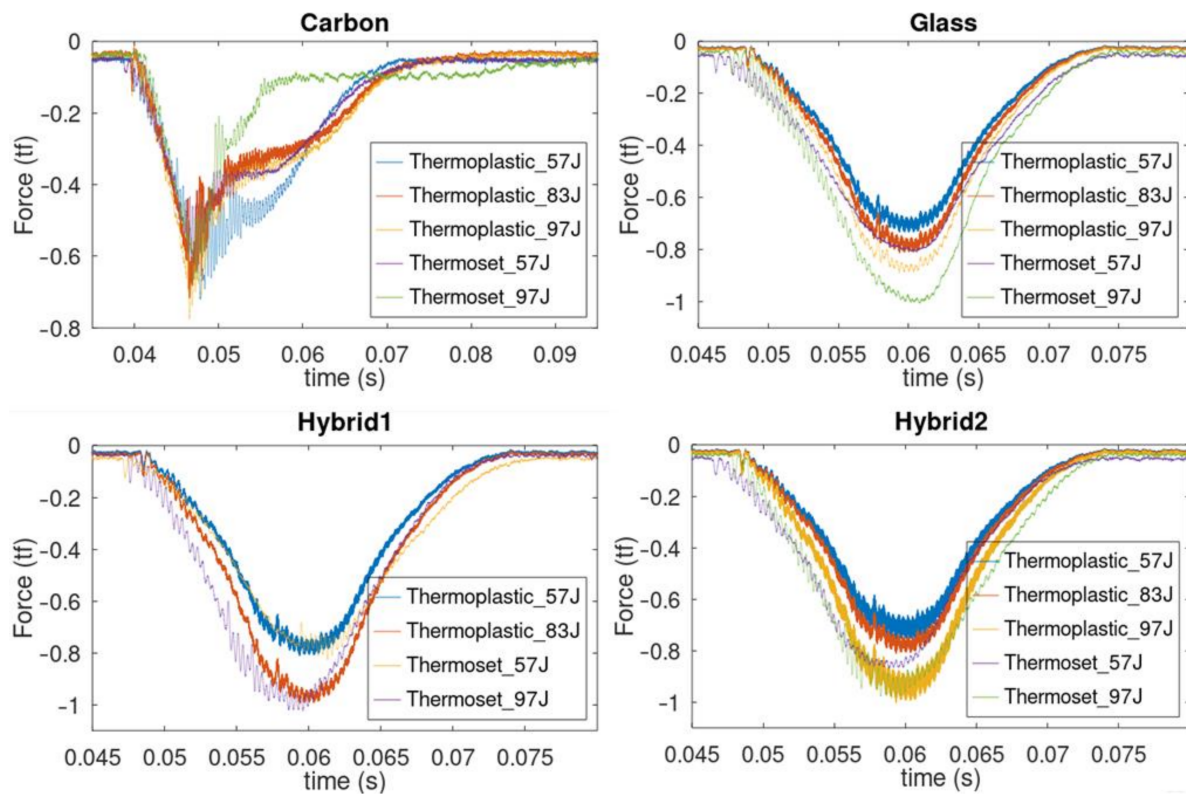 Carbon
0
−0.2
−0.4
−0.6
−0.8
Force (tf)
0.04
0.05
0.06
0.07
0.08
0.09
time (s)
Thermoplastic_57J
Thermoplastic_83J
Thermoplastic_97J
Thermoset_57J
Thermoset_97J
Glass
0
−0.2
−0.4
−0.6
−0.8
−1
Force (tf)
0.045
0.05
0.055
0.06
0.065
0.07
0.075
time (s)
Thermoplastic_57J
Thermoplastic_83J
Thermoplastic_97J
Thermoset_57J
Thermoset_97J
Hybrid1
0
−0.2
−0.4
−0.6
−0.8
−1
Force (tf)
0.045
0.05
0.055
0.06
0.065
0.07
0.075
time (s)
Thermoplastic_57J
Thermoplastic_83J
Thermoset_57J
Thermoset_97J
Hybrid2
0
−0.2
−0.4
−0.6
−0.8
−1
Force (tf)
0.045
0.05
0.055
0.06
0.065
0.07
0.075
time (s)
Thermoplastic_57J
Thermoplastic_83J
Thermoplastic_97J
Thermoset_57J
Thermoset_97J